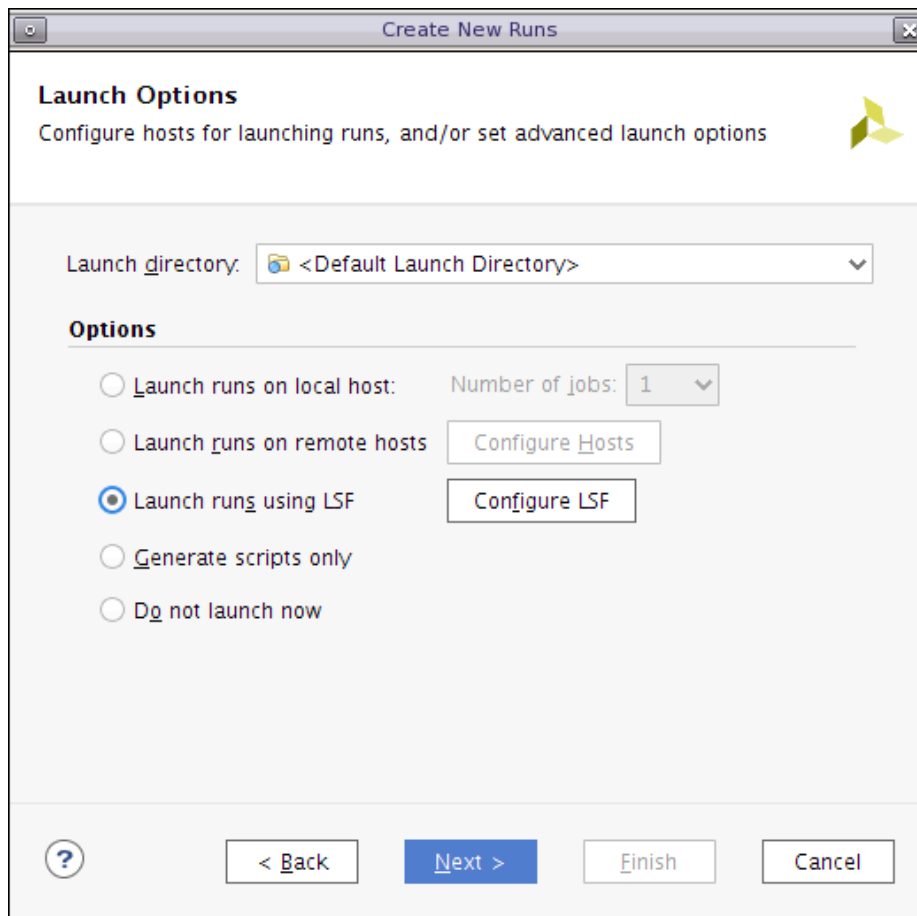 Create New Runs
Launch Options
Configure hosts for launching runs, and/or set advanced launch options
Launch directory: <Default Launch Directory>
Options
Launch runs on local host: Number of jobs: 1
Launch runs on remote hosts Configure Hosts
Launch runs using LSF Configure LSF
Generate scripts only
Do not launch now
? < Back Next > Finish Cancel